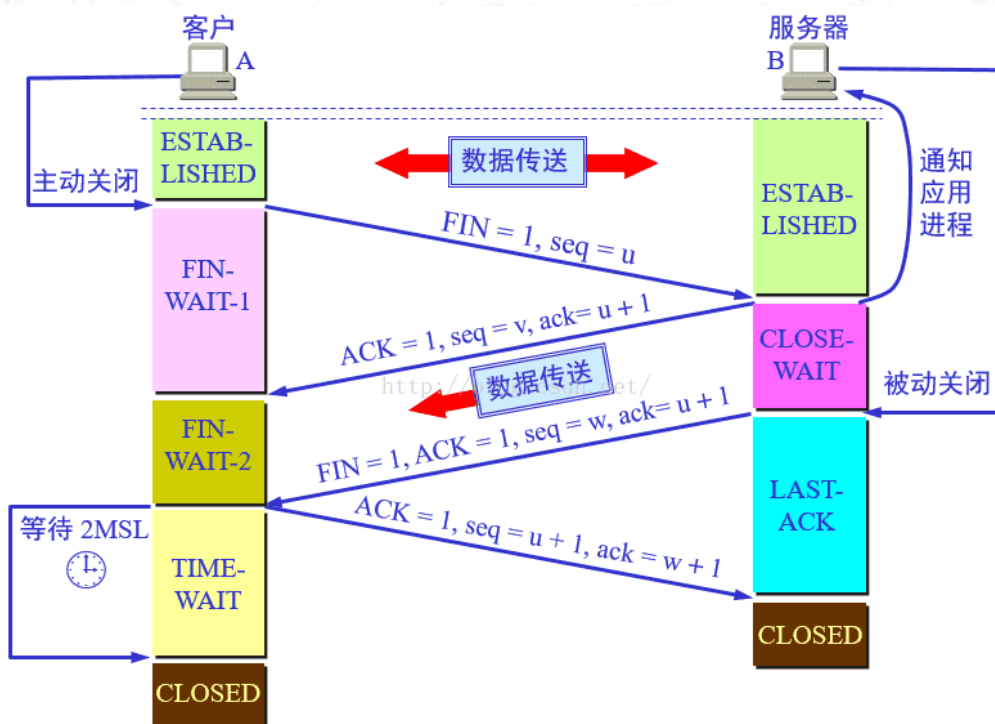 客户
A
服务器
B
ESTAB-
LISHED
数据传送
主动关闭
ESTAB-
LISHED
通知
应用
进程
FIN = 1, seq = u
FIN-
WAIT-1
ACK = 1, seq = v, ack= u + 1
CLOSE-
WAIT
数据传送
被动关闭
FIN-
WAIT-2
FIN = 1, ACK = 1, seq = w, ack= u + 1
LAST-
ACK
ACK = 1, seq = u + 1, ack = w + 1
等待 2MSL
TIME-
WAIT
CLOSED
CLOSED